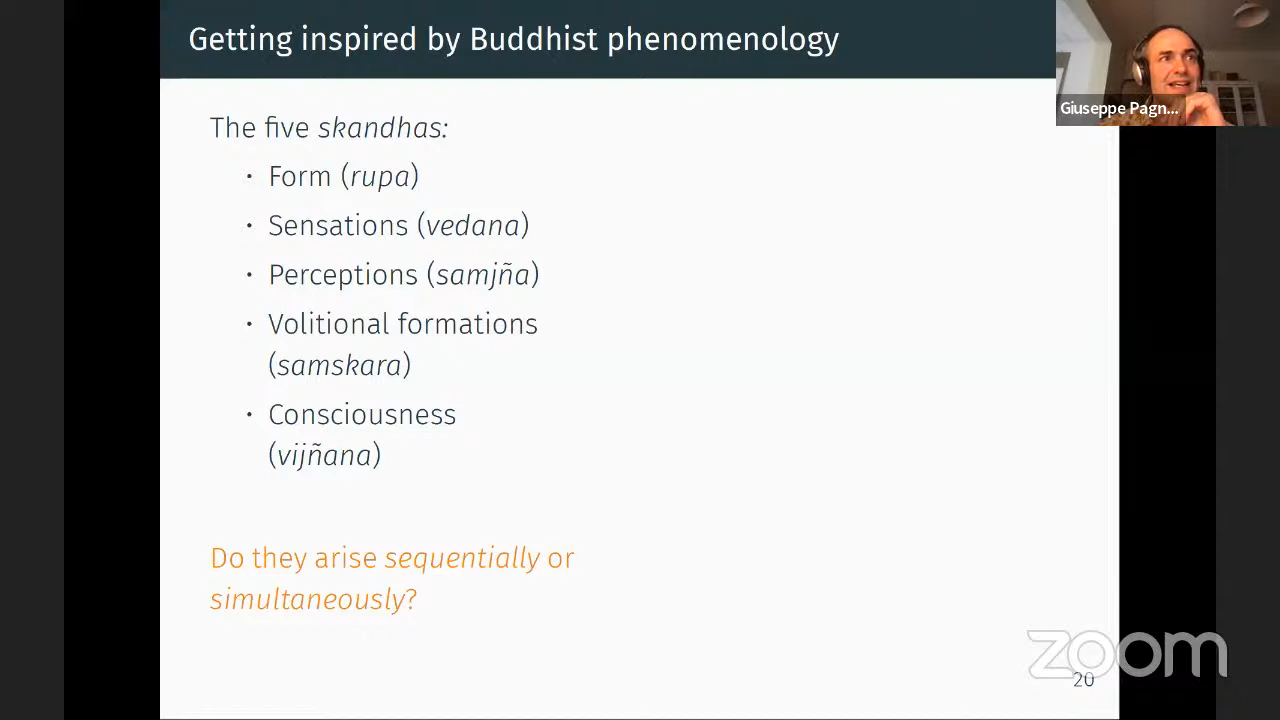 Getting inspired by Buddhist phenomenology
Giuseppe Pagn...
The five skandhas:
· Form (rupa)
· Sensations (vedana)
· Perceptions (samjña)
· Volitional formations
(samskara)
· Consciousness
(vijñana)
Do they arise sequentially or
simultaneously?
zoom
20